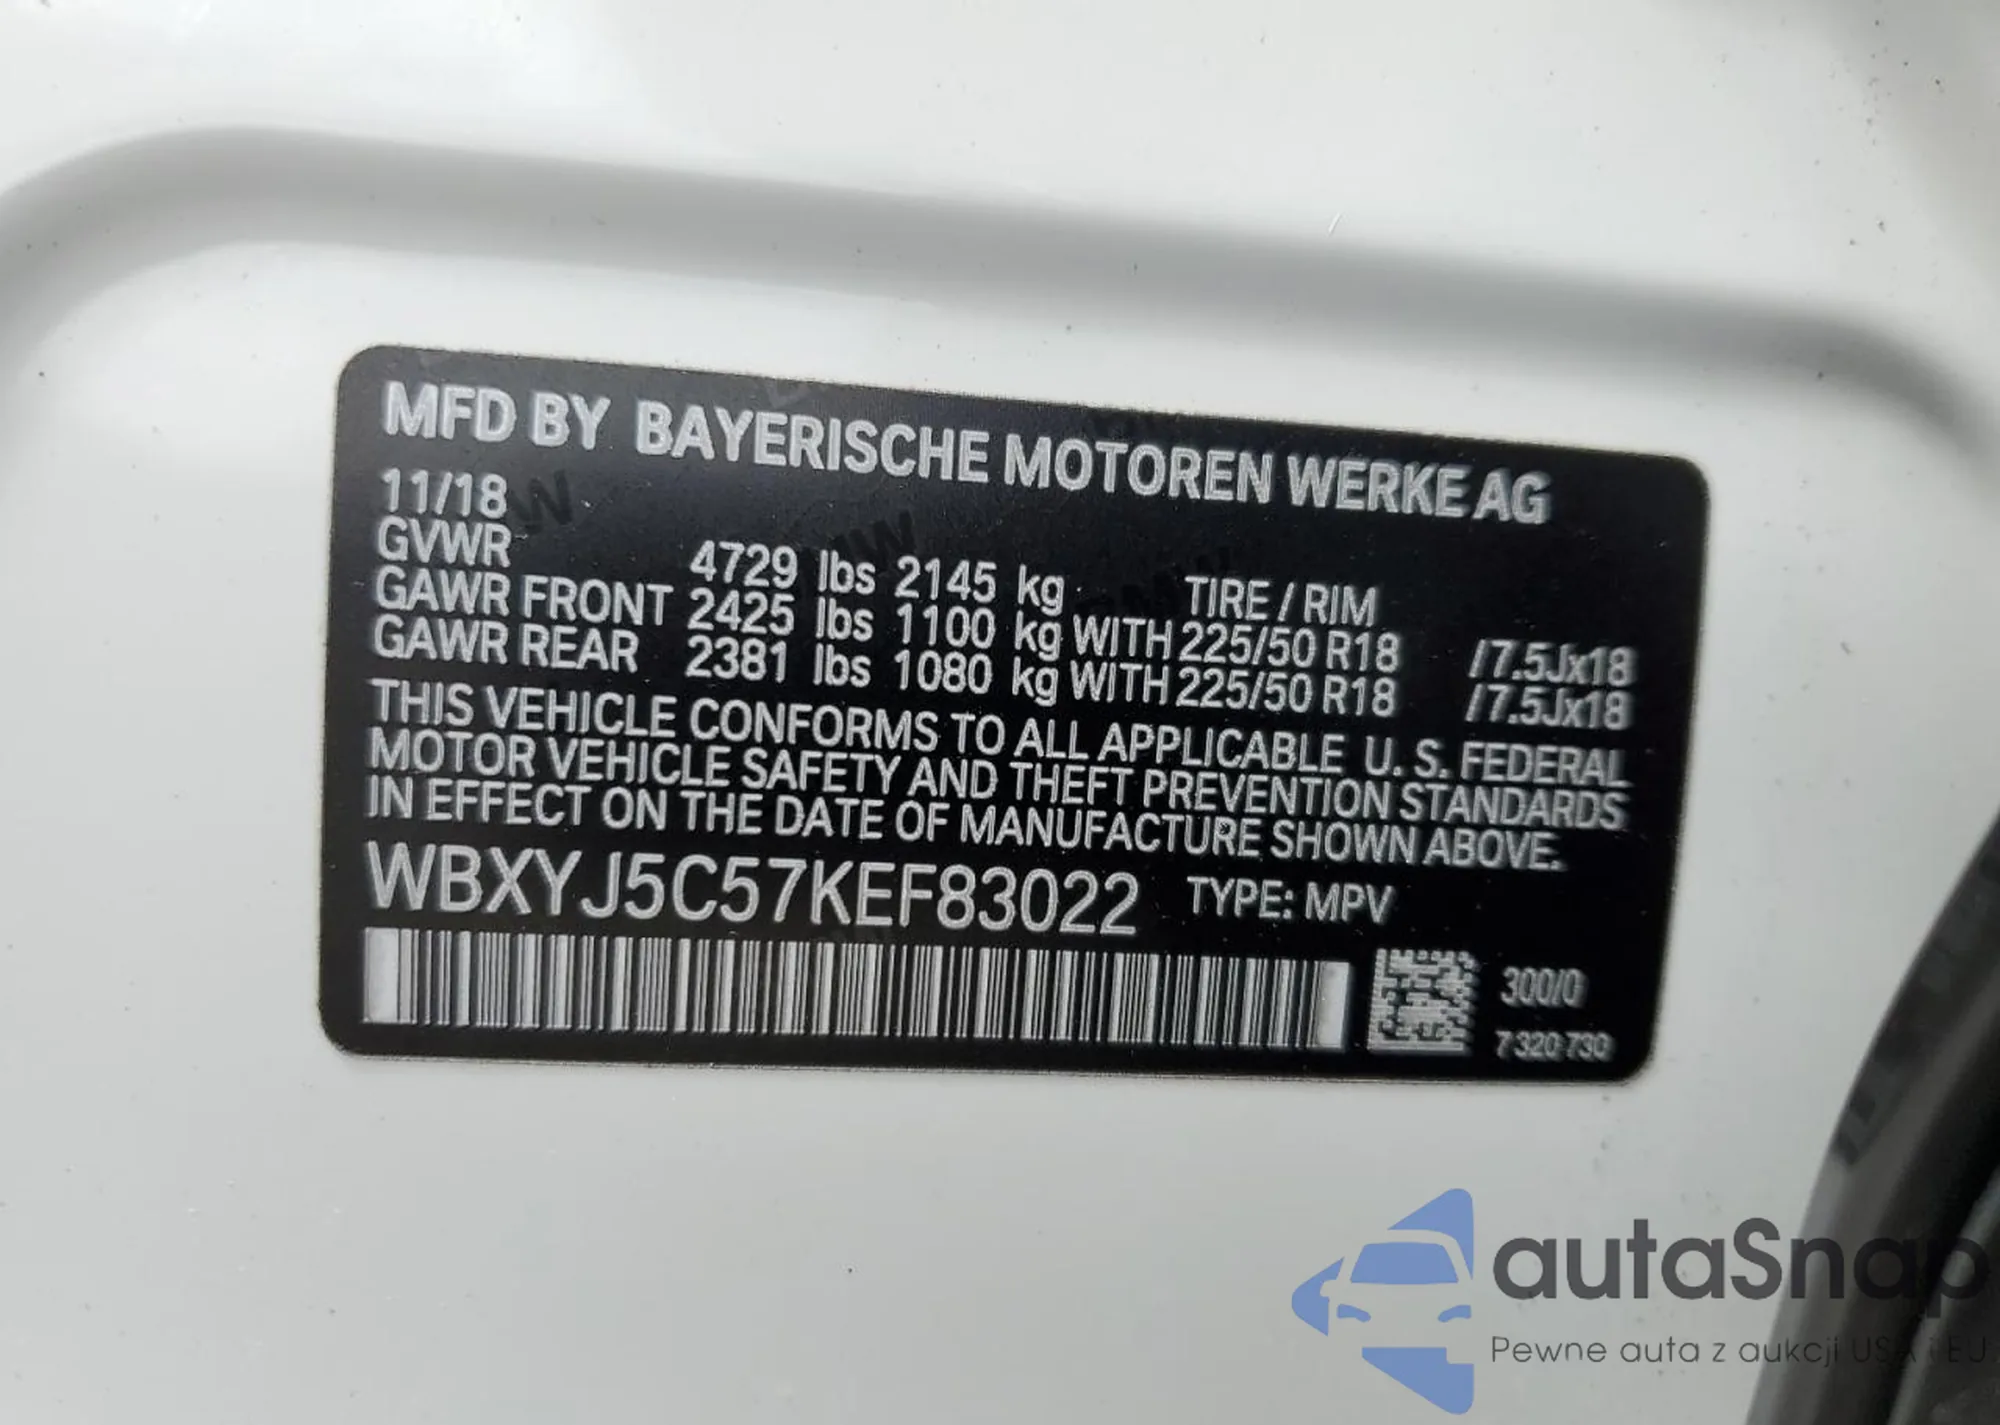 MFD BY BAYERISCHE MOTOREN WERKE AG
11/18
GVWR 4729 lbs 2145 kg TIRE / RIM
GAWR FRONT 2425 lbs 1100 kg WITH 225/50 R18 /7.5Jx18
GAWR REAR 2381 lbs 1080 kg WITH 225/50 R18 /7.5Jx18
THIS VEHICLE CONFORMS TO ALL APPLICABLE U. S. FEDERAL
MOTOR VEHICLE SAFETY AND THEFT PREVENTION STANDARDS
IN EFFECT ON THE DATE OF MANUFACTURE SHOWN ABOVE.
WBXYJ5C57KEF83022 TYPE: MPV
300/0
7 320 730
autaSnap
Pewne auta z aukcji USA i EU